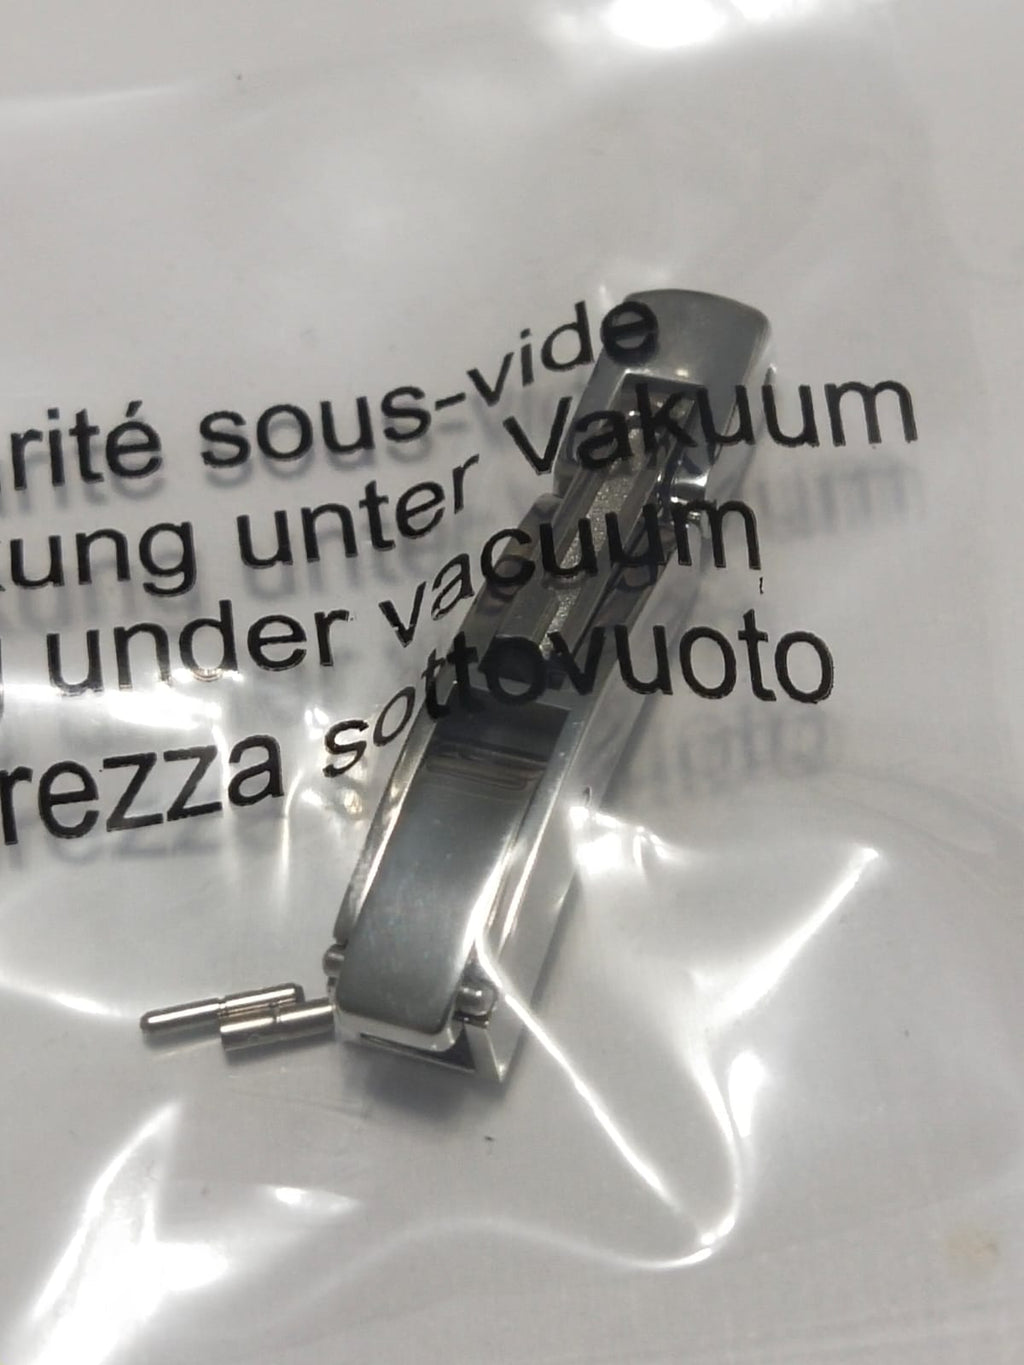 rité sous-vide
kung unter Vakuum
g under vacuum
rezza sottovuoto